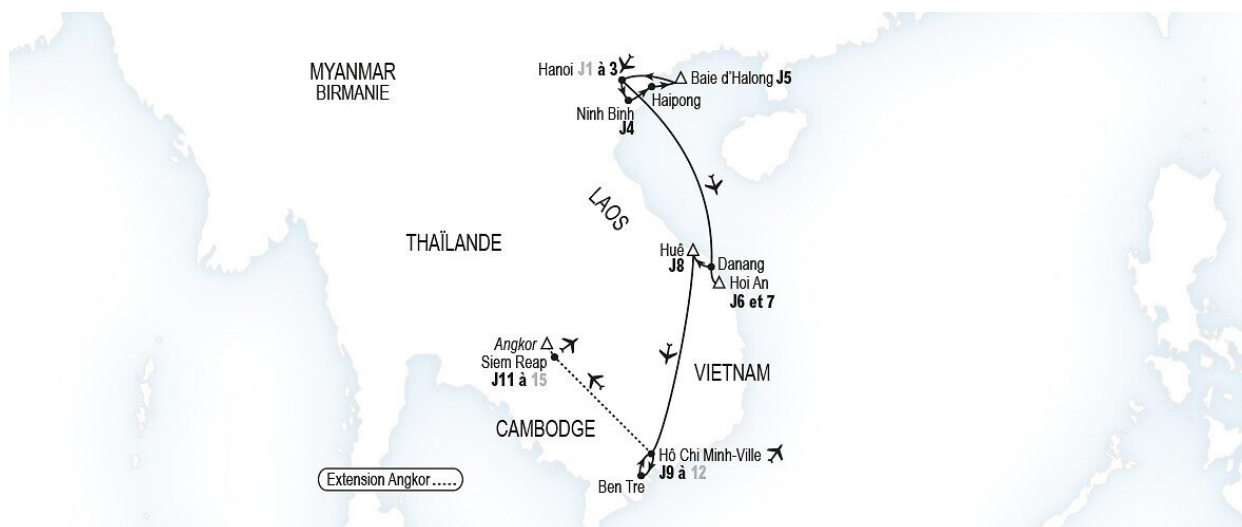 MYANMAR
BIRMANIE
Hanoi J1 à 3
Baie d'Halong J5
Haipong
Ninh Binh
J4
LAOS
THAÏLANDE
Huê
J8
Danang
Hoi An
J6 et 7
Angkor
Siem Reap
J11 à 15
VIETNAM
CAMBODGE
Hô Chi Minh-Ville
J9 à 12
Ben Tre
Extension Angkor.....